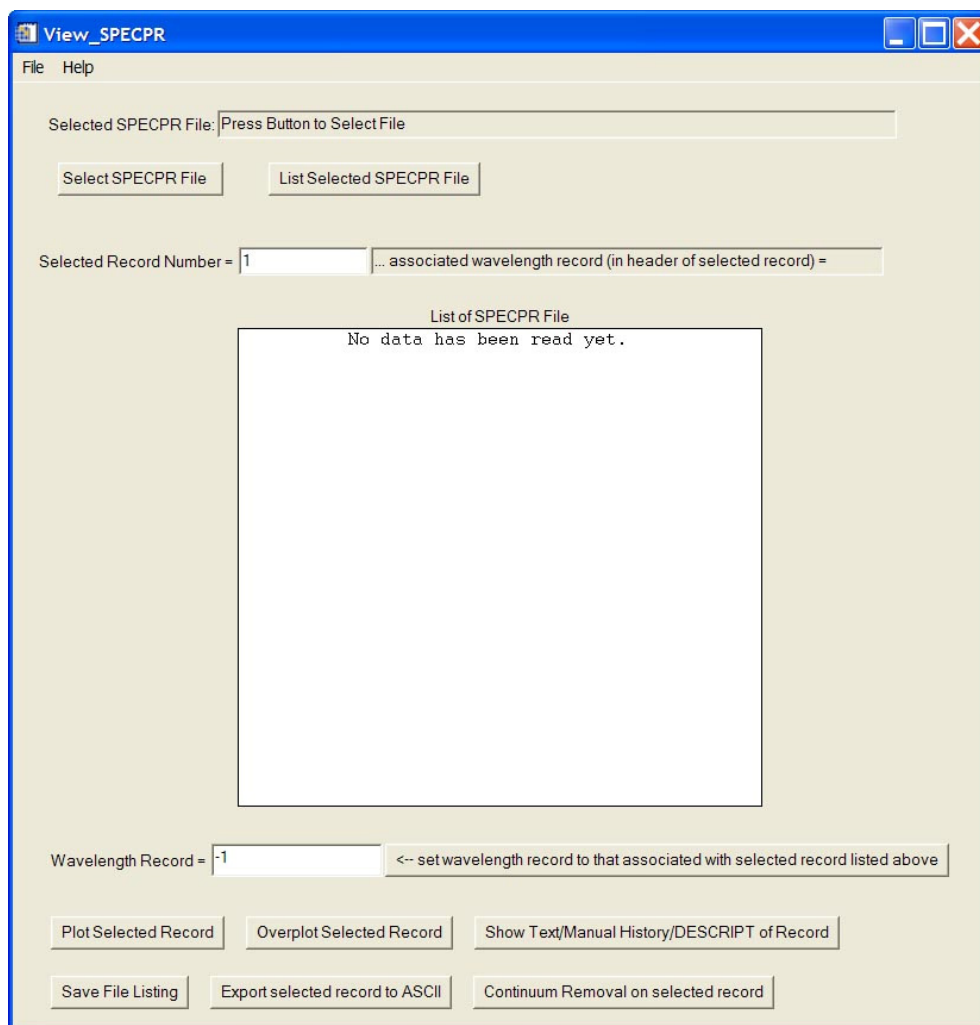 View_SPECPR
File Help
Selected SPECPR File: Press Button to Select File
Select SPECPR File List Selected SPECPR File
Selected Record Number = 1 ... associated wavelength record (in header of selected record) =
List of SPECPR File
No data has been read yet.
Wavelength Record = -1 <-- set wavelength record to that associated with selected record listed above
Plot Selected Record Overplot Selected Record Show Text/Manual History/DESCRIPT of Record
Save File Listing Export selected record to ASCII Continuum Removal on selected record